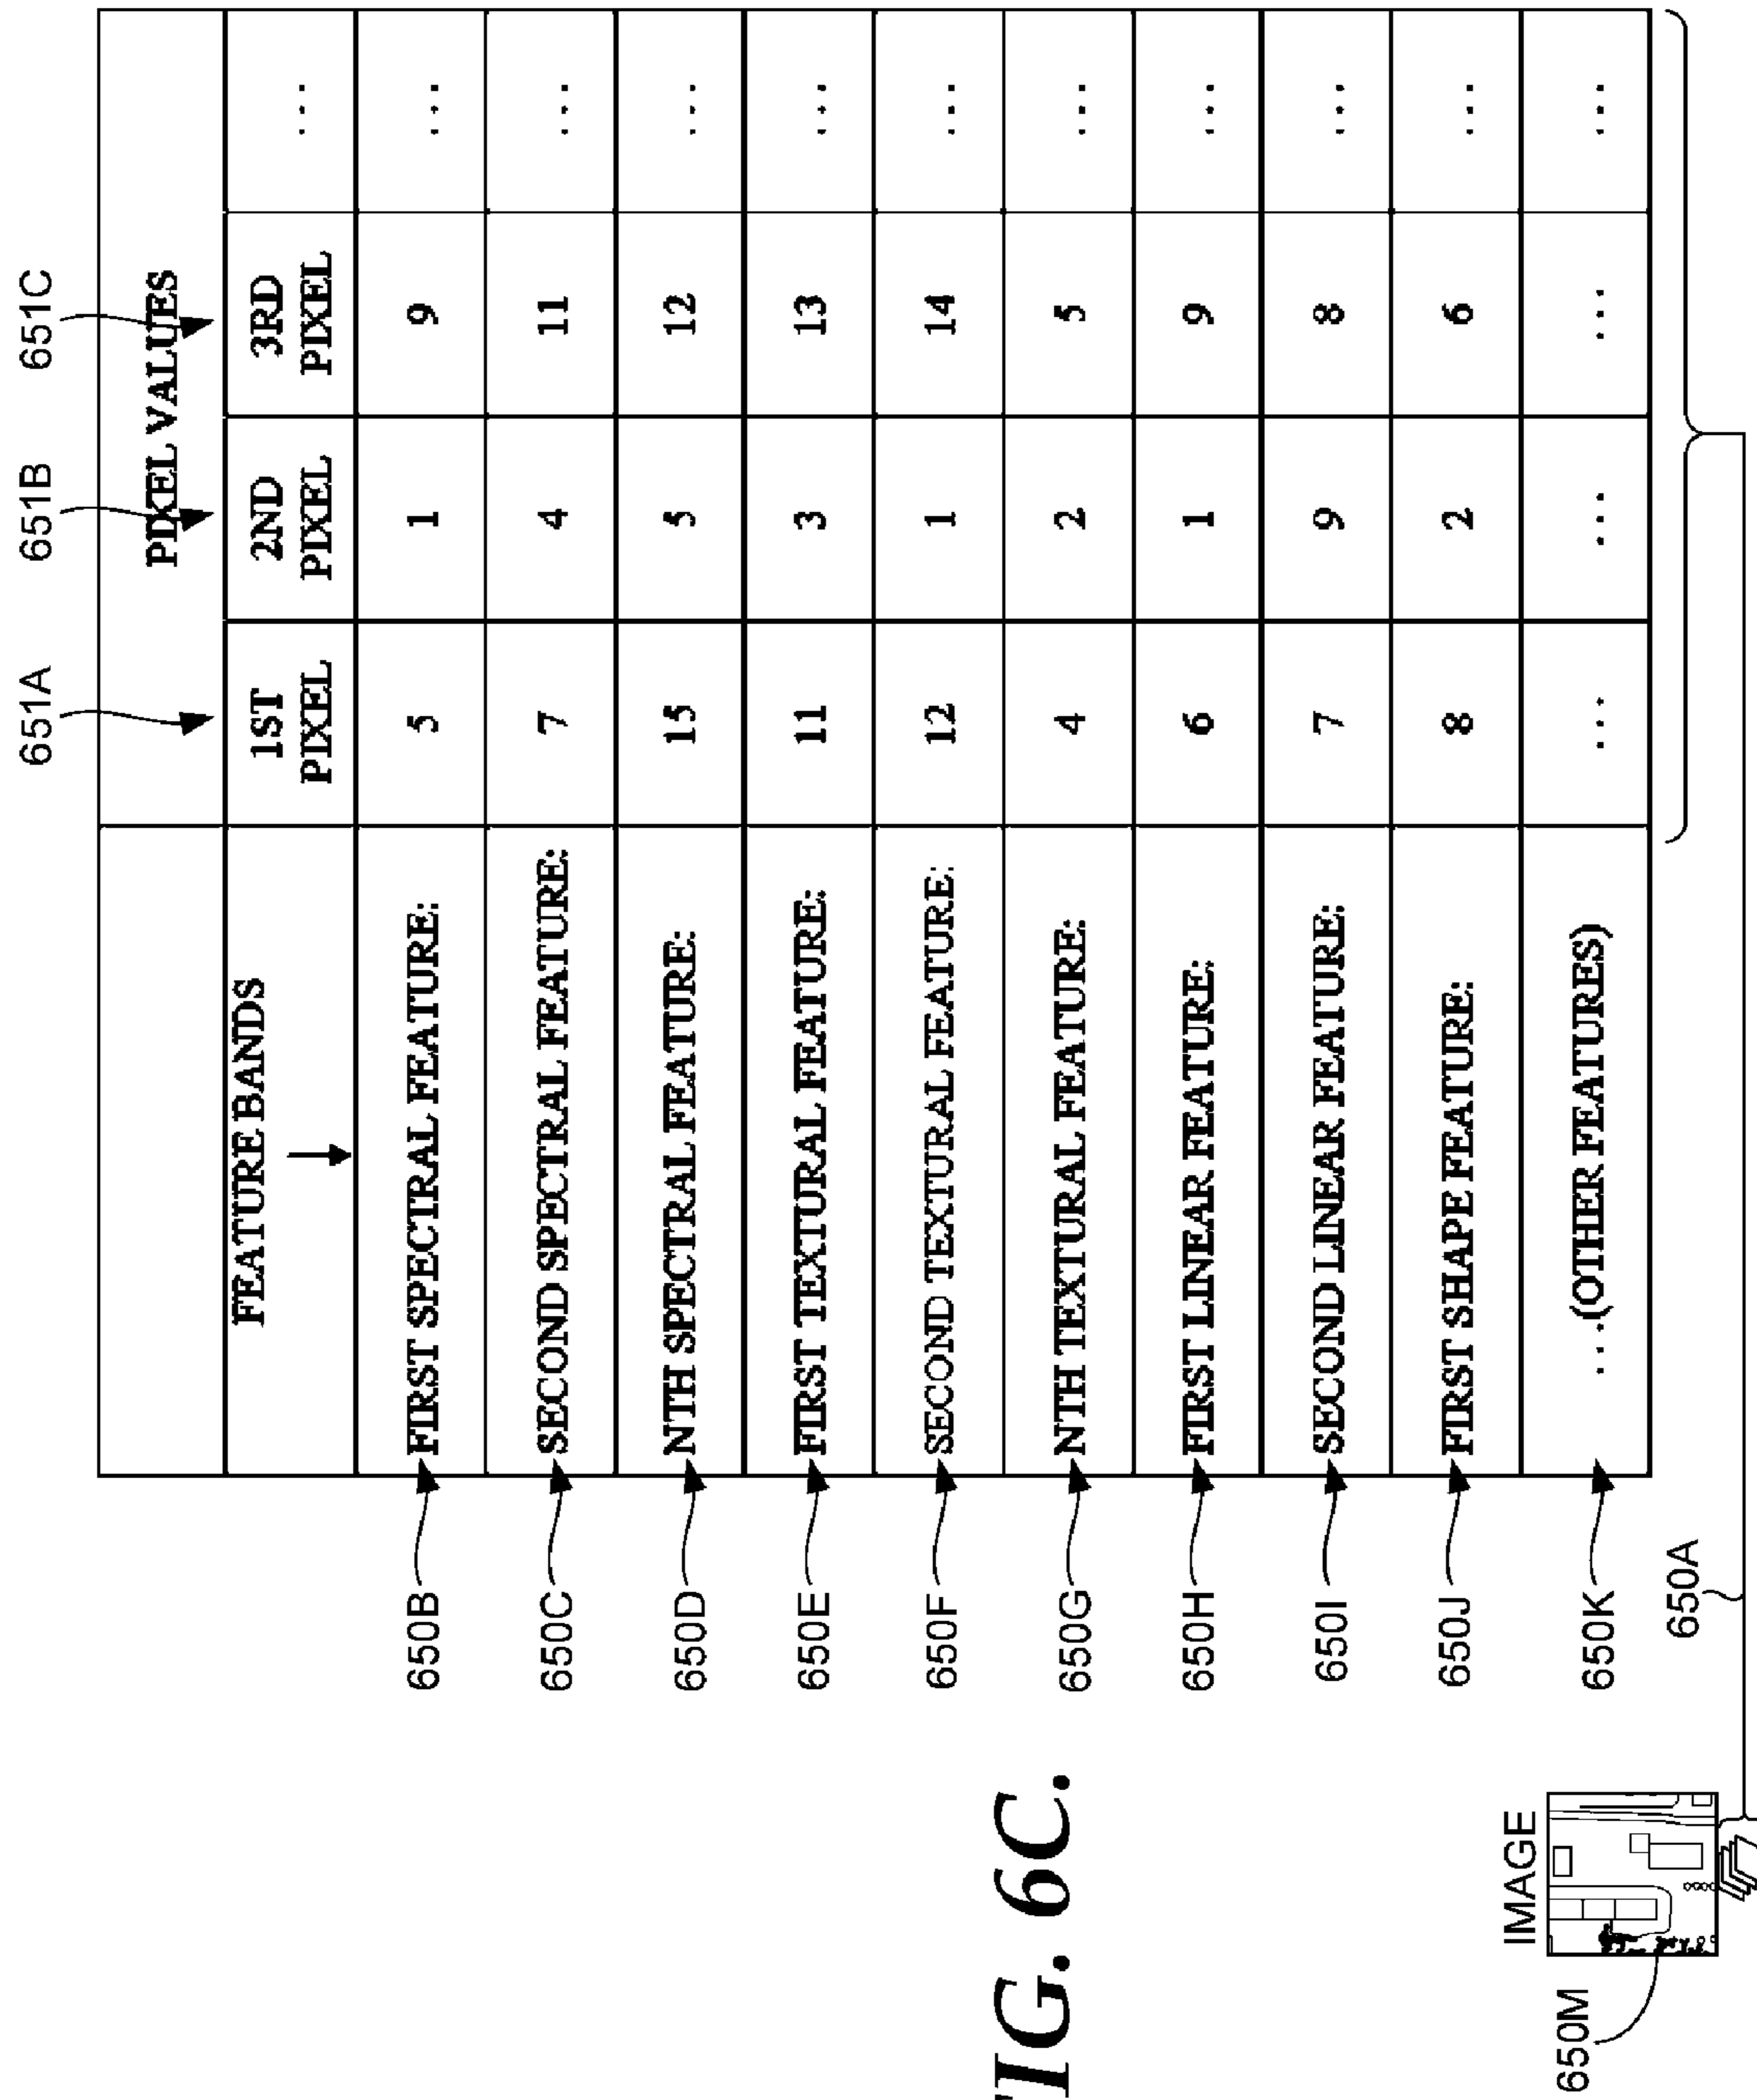 651A 651B 651C
PIXEL VALUES
FEATURE BANDS 1ST PIXEL 2ND PIXEL 3RD PIXEL ...
650B FIRST SPECTRAL FEATURE: 5 1 9 ...
650C SECOND SPECTRAL FEATURE: 7 4 11 ...
650D NTH SPECTRAL FEATURE: 15 5 12 ...
650E FIRST TEXTURAL FEATURE: 11 3 13 ...
650F SECOND TEXTURAL FEATURE: 12 1 14 ...
650G NTH TEXTURAL FEATURE: 4 2 5 ...
650H FIRST LINEAR FEATURE: 6 1 9 ...
650I SECOND LINEAR FEATURE: 7 9 8 ...
650J FIRST SHAPE FEATURE: 8 2 6 ...
650K ...(OTHER FEATURES) ... ... ... ...
650A
IMAGE
650M
IG. 6C.